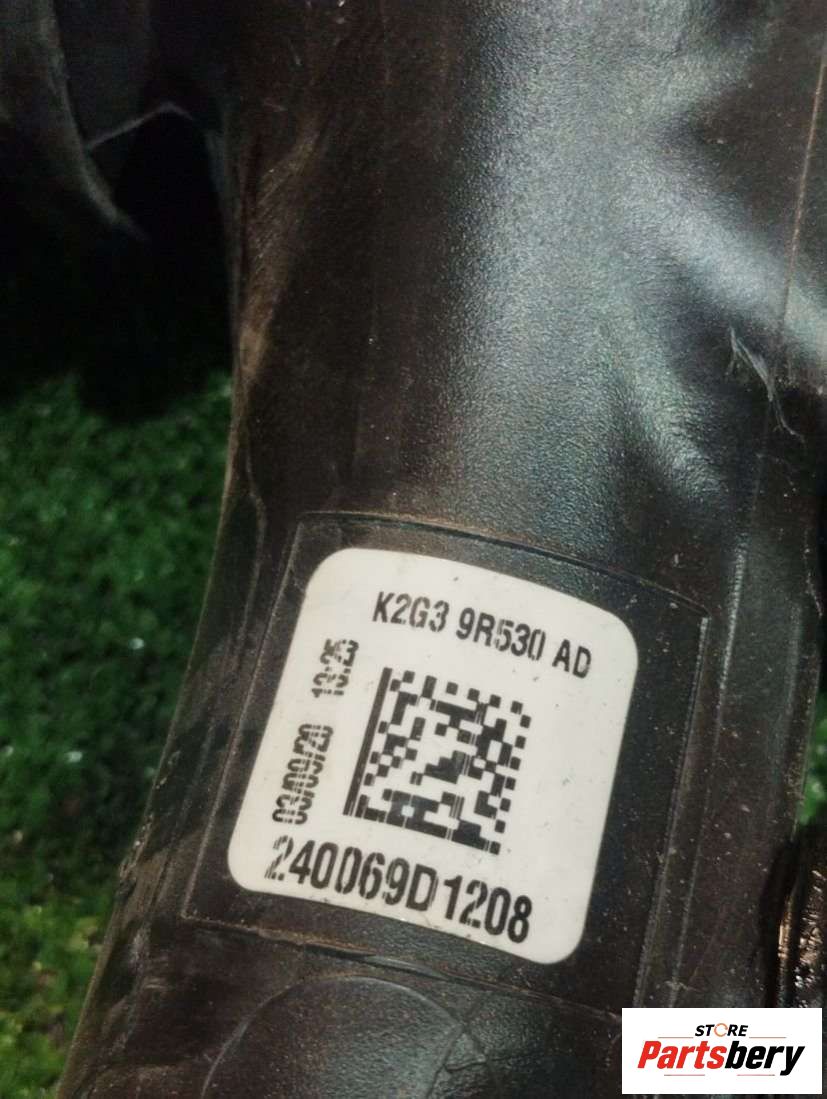 K2G3 9R530 AD
03/09/20 13:25
240069D1208
STORE
Partsbery